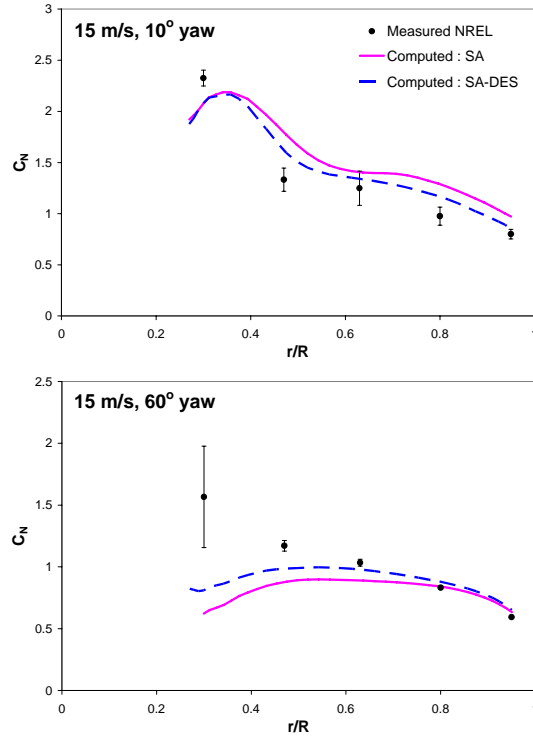 15 m/s, 10° yaw
Measured NREL
Computed : SA
Computed : SA-DES
3
2.5
2
1.5
1
0.5
0
C_N
0 0.2 0.4 0.6 0.8 1
r/R
15 m/s, 60° yaw
2.5
2
1.5
1
0.5
0
C_N
0 0.2 0.4 0.6 0.8
r/R